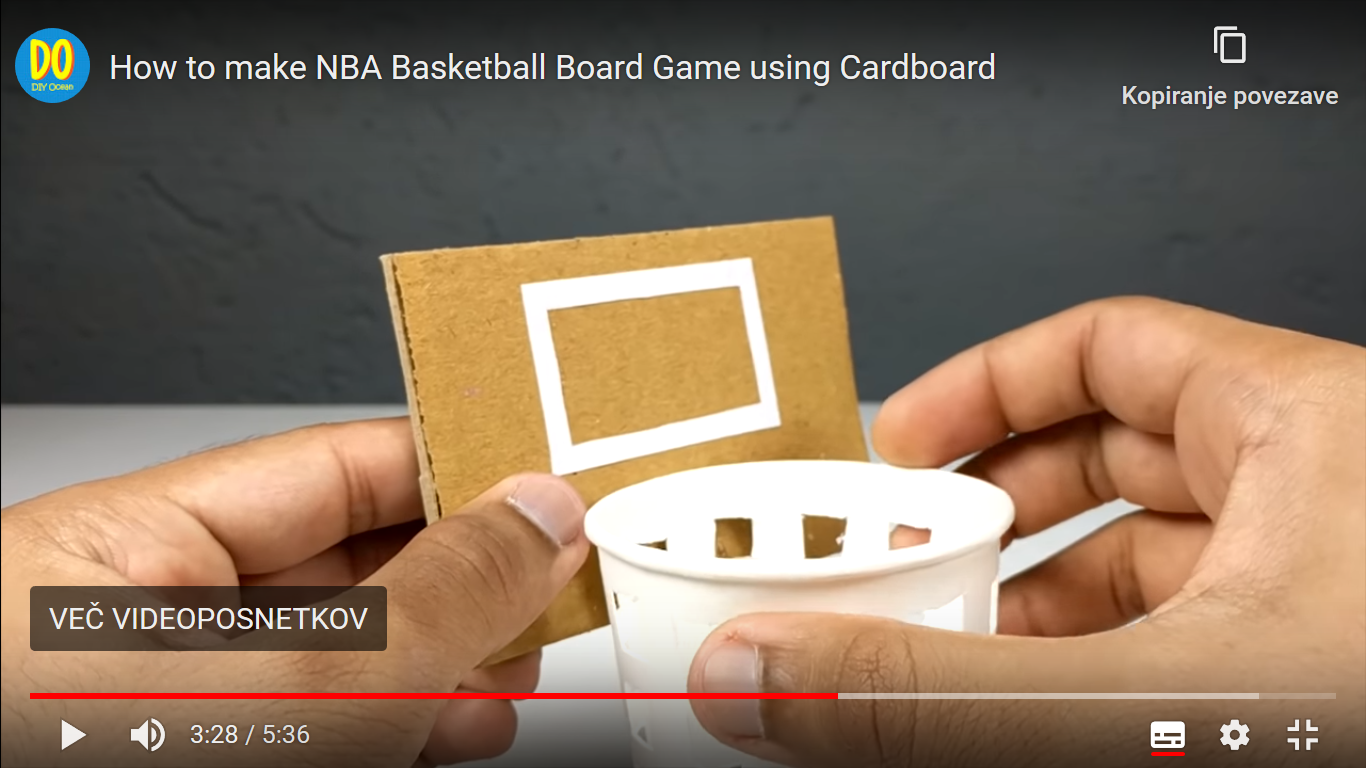 DO
DIY Ocean
How to make NBA Basketball Board Game using Cardboard
Kopiranje povezave
VEČ VIDEOPOSNETKOV
3:28 / 5:36